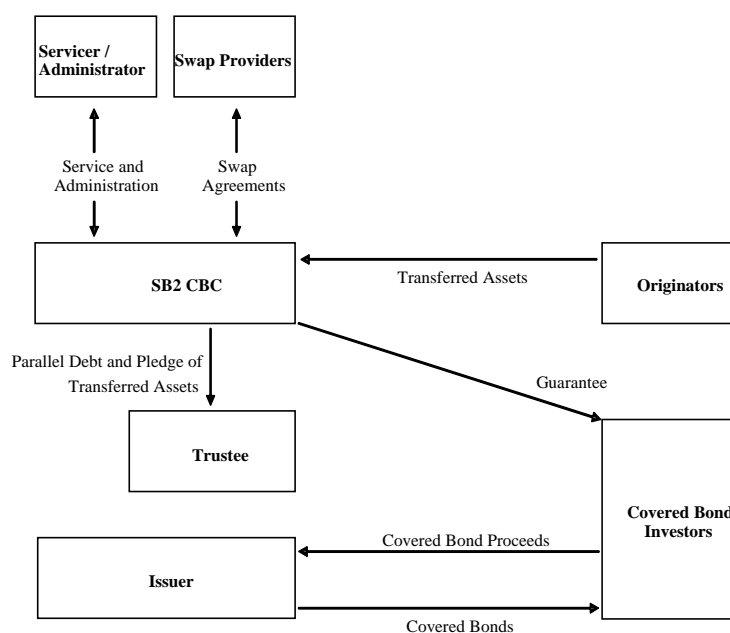 Servicer /
Administrator
Swap Providers
Service and
Administration
Swap
Agreements
SB2 CBC
Transferred Assets
Originators
Parallel Debt and Pledge of
Transferred Assets
Guarantee
Trustee
Covered Bond
Investors
Covered Bond Proceeds
Issuer
Covered Bonds